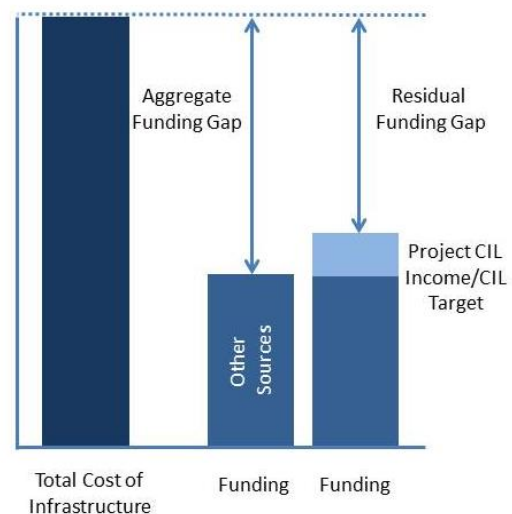 Aggregate
Funding Gap
Residual
Funding Gap
Project CIL
Income/CIL
Target
Other
Sources
Total Cost of
Infrastructure
Funding
Funding